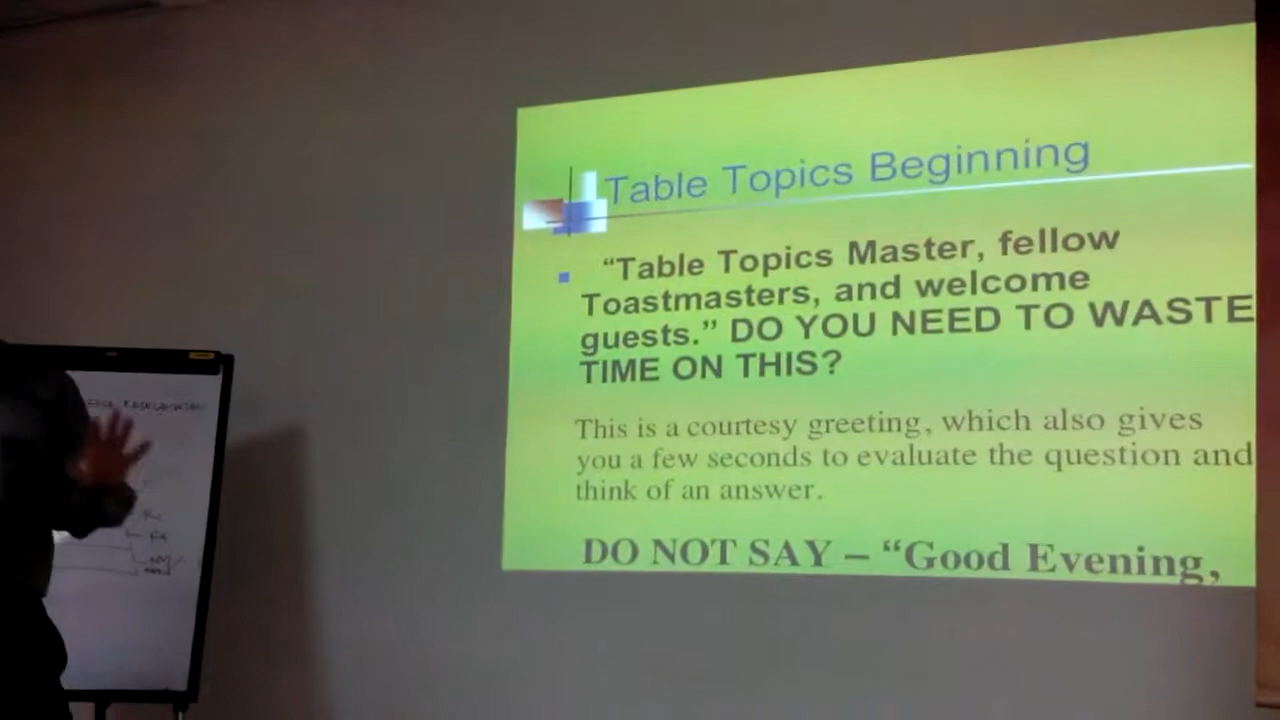 Table Topics Beginning
“Table Topics Master, fellow
Toastmasters, and welcome
guests.” DO YOU NEED TO WASTE
TIME ON THIS?
This is a courtesy greeting, which also gives
you a few seconds to evaluate the question and
think of an answer.
DO NOT SAY – “Good Evening,